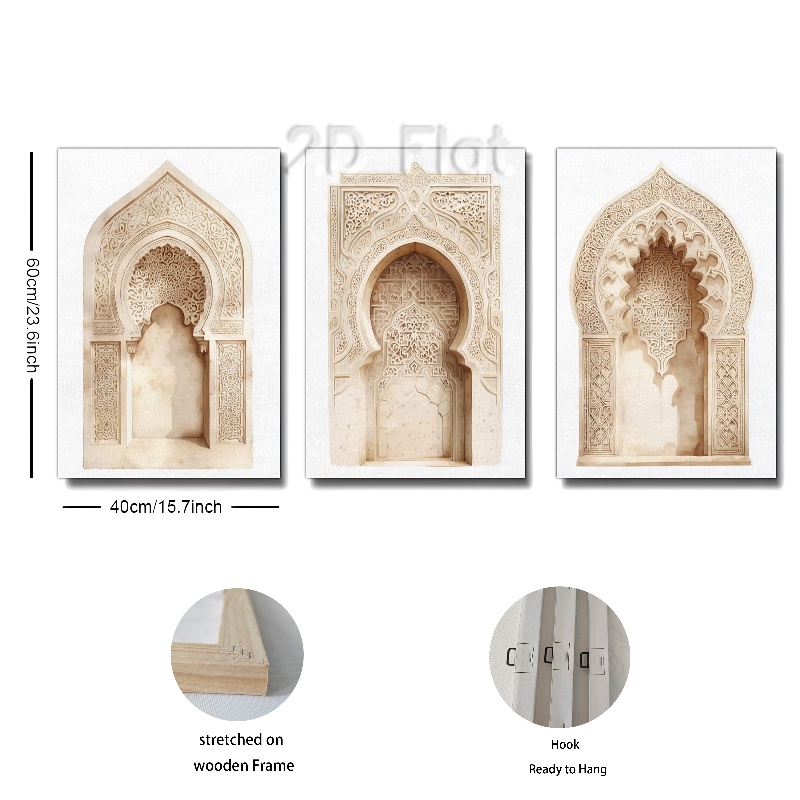 2D Flat
60cm/23.6inch
40cm/15.7inch
stretched on
wooden Frame
Hook
Ready to Hang